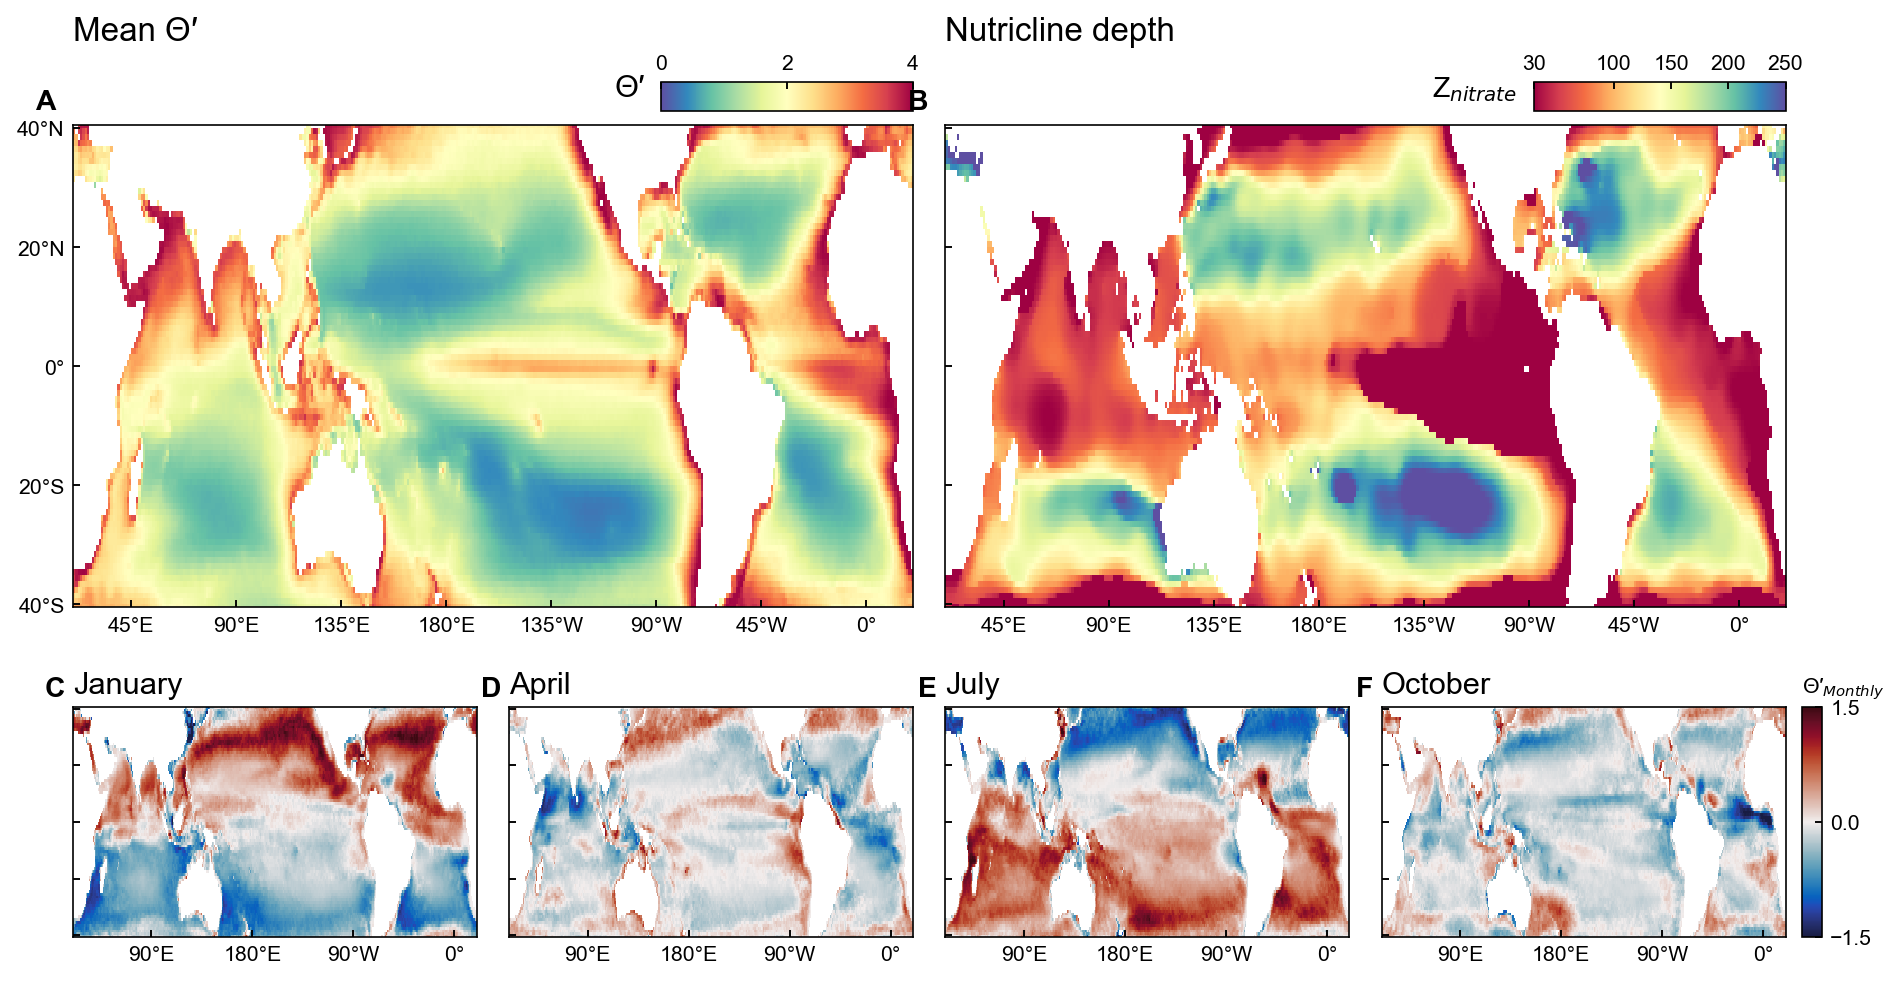 Mean Θ′
Nutricline depth
0 2 4
Θ′
30 100 150 200 250
Z_nitrate
A
B
40°N
20°N
0°
20°S
40°S
45°E 90°E 135°E 180°E 135°W 90°W 45°W 0°
45°E 90°E 135°E 180°E 135°W 90°W 45°W 0°
C January
D April
E July
F October
Θ′Monthly
1.5
0.0
−1.5
90°E 180°E 90°W 0°
90°E 180°E 90°W 0°
90°E 180°E 90°W 0°
90°E 180°E 90°W 0°